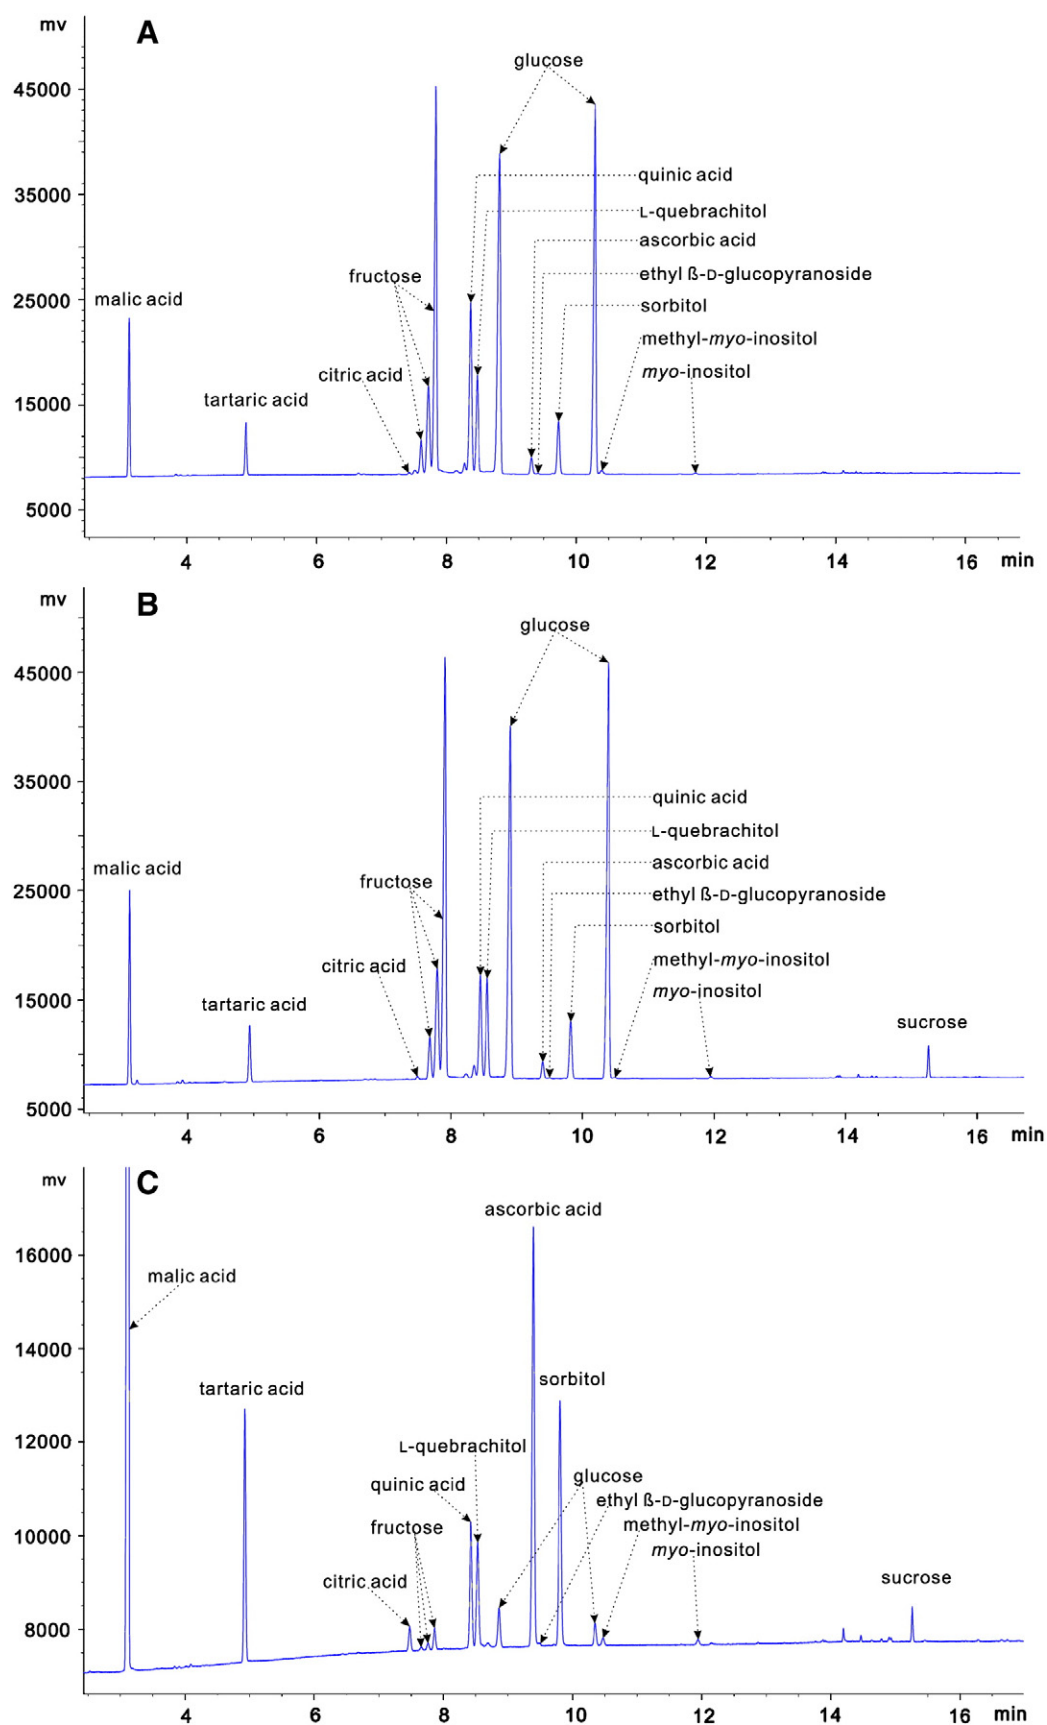 mv
A
glucose
45000
quinic acid
35000
L-quebrachitol
ascorbic acid
fructose
ethyl ß-D-glucopyranoside
malic acid
25000
sorbitol
methyl-myo-inositol
citric acid
myo-inositol
tartaric acid
15000
5000
4 6 8 10 12 14 16 min
mv
B
glucose
45000
35000
quinic acid
L-quebrachitol
malic acid
ascorbic acid
fructose
25000
ethyl ß-D-glucopyranoside
sorbitol
citric acid
methyl-myo-inositol
myo-inositol
15000
tartaric acid
sucrose
5000
4 6 8 10 12 14 16 min
mv
C
ascorbic acid
16000
malic acid
14000
sorbitol
tartaric acid
12000
L-quebrachitol
glucose
quinic acid
ethyl ß-D-glucopyranoside
10000
fructose
methyl-myo-inositol
myo-inositol
citric acid
sucrose
8000
4 6 8 10 12 14 16 min